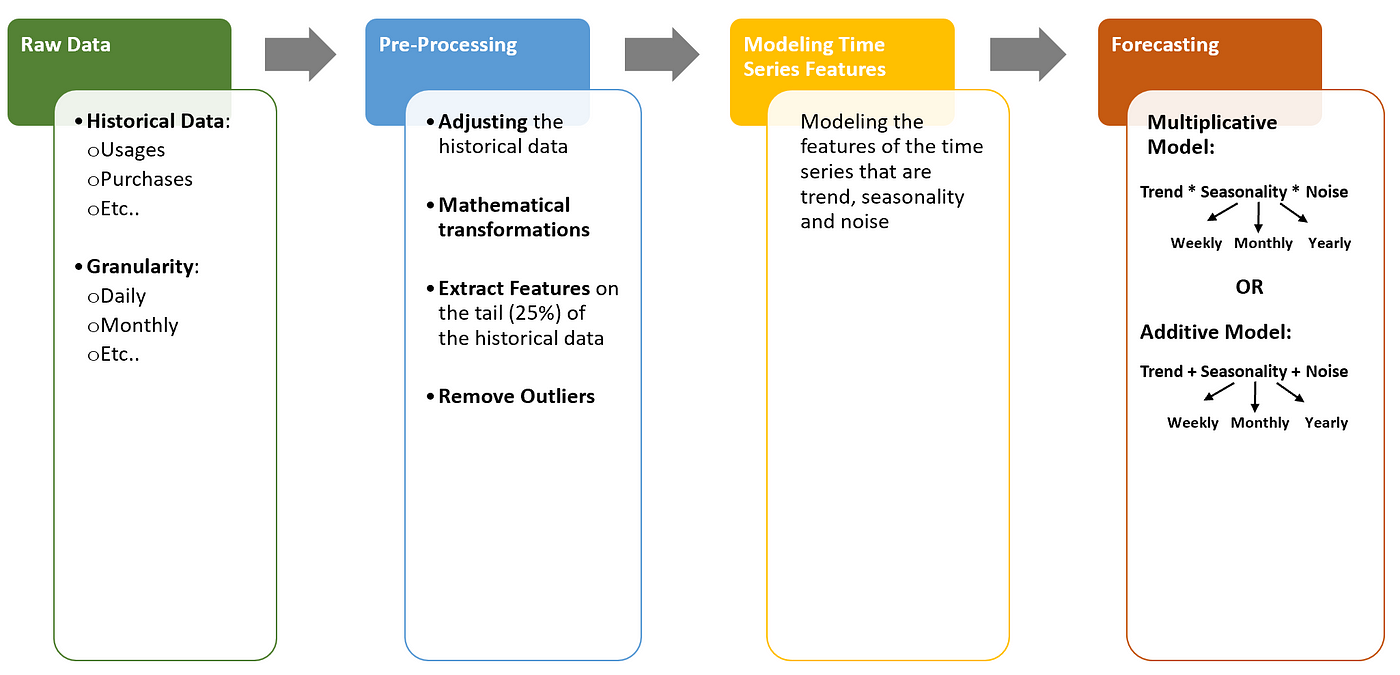 Raw Data
• Historical Data:
oUsages
oPurchases
oEtc..
• Granularity:
oDaily
oMonthly
oEtc..
Pre-Processing
• Adjusting the
historical data
• Mathematical
transformations
• Extract Features on
the tail (25%) of
the historical data
• Remove Outliers
Modeling Time
Series Features
Modeling the
features of the time
series that are
trend, seasonality
and noise
Forecasting
Multiplicative
Model:
Trend * Seasonality * Noise
Weekly Monthly Yearly
OR
Additive Model:
Trend + Seasonality + Noise
Weekly Monthly Yearly